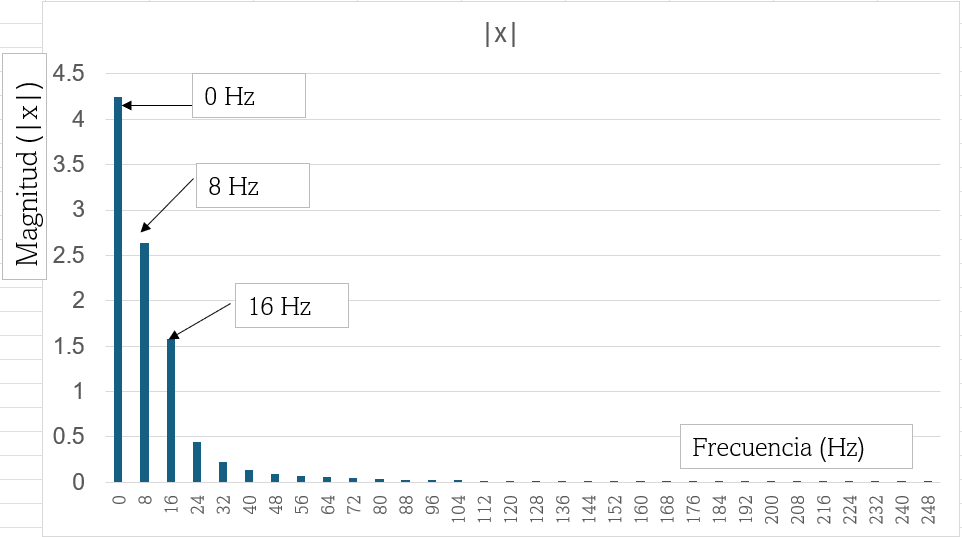 |x|
Magnitud (|x|)
4.5
4
3.5
3
2.5
2
1.5
1
0.5
0
0 Hz
8 Hz
16 Hz
Frecuencia (Hz)
0 8 16 24 32 40 48 56 64 72 80 88 96 104 112 120 128 136 144 152 160 168 176 184 192 200 208 216 224 232 240 248